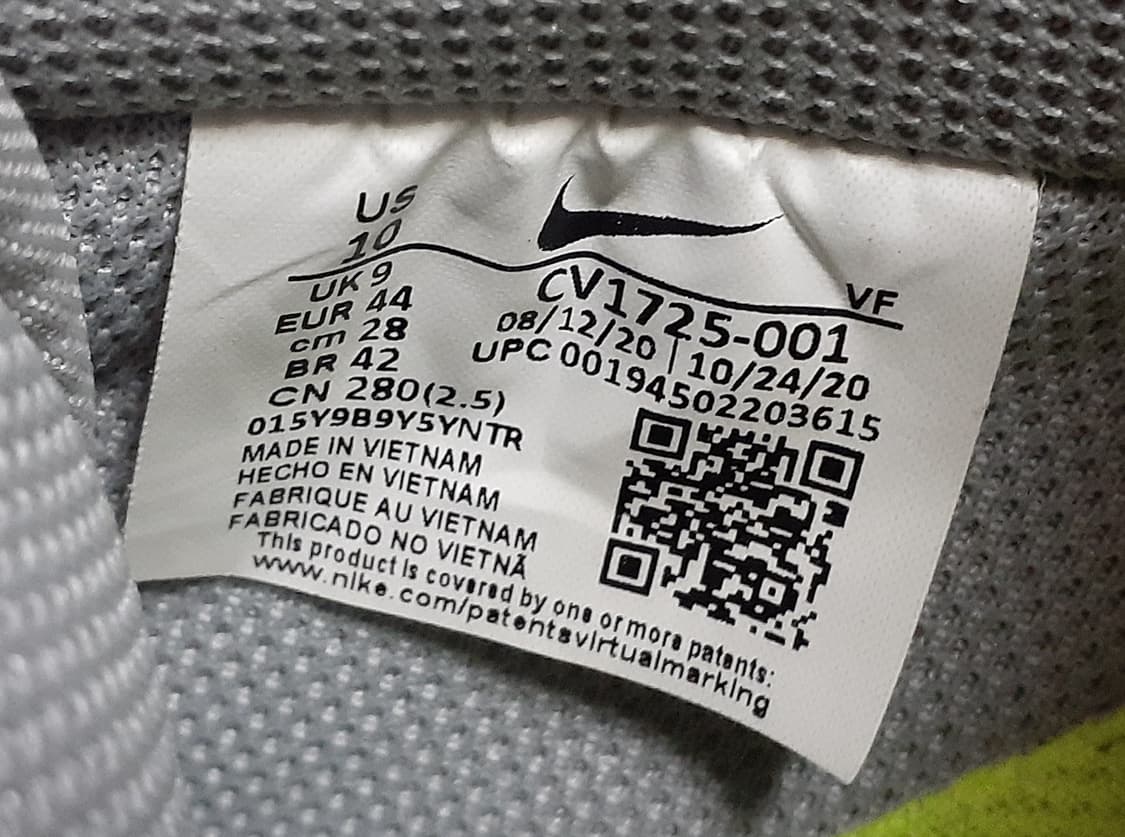 US
10
UK 9
EUR 44
cm 28
BR 42
CN 280(2.5)
015Y9B9Y5YNTR
VF
CV1725-001
08/12/20 | 10/24/20
UPC 00194502203615
MADE IN VIETNAM
HECHO EN VIETNAM
FABRIQUE AU VIETNAM
FABRICADO NO VIETNÃ
This product is covered by one or more patents:
www.nike.com/patentsvirtualmarking